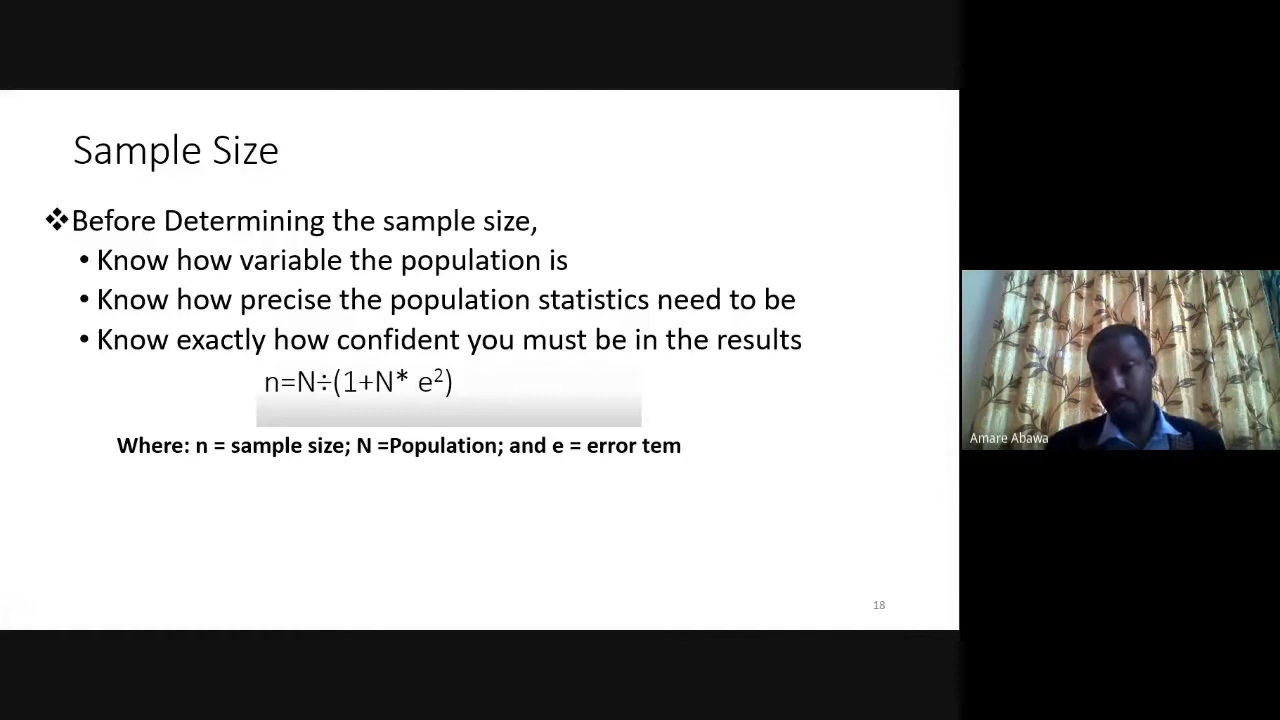 Sample Size
❖Before Determining the sample size,
• Know how variable the population is
• Know how precise the population statistics need to be
• Know exactly how confident you must be in the results
n=N÷(1+N* e²)
Where: n = sample size; N =Population; and e = error tem
18
Amare Abawa